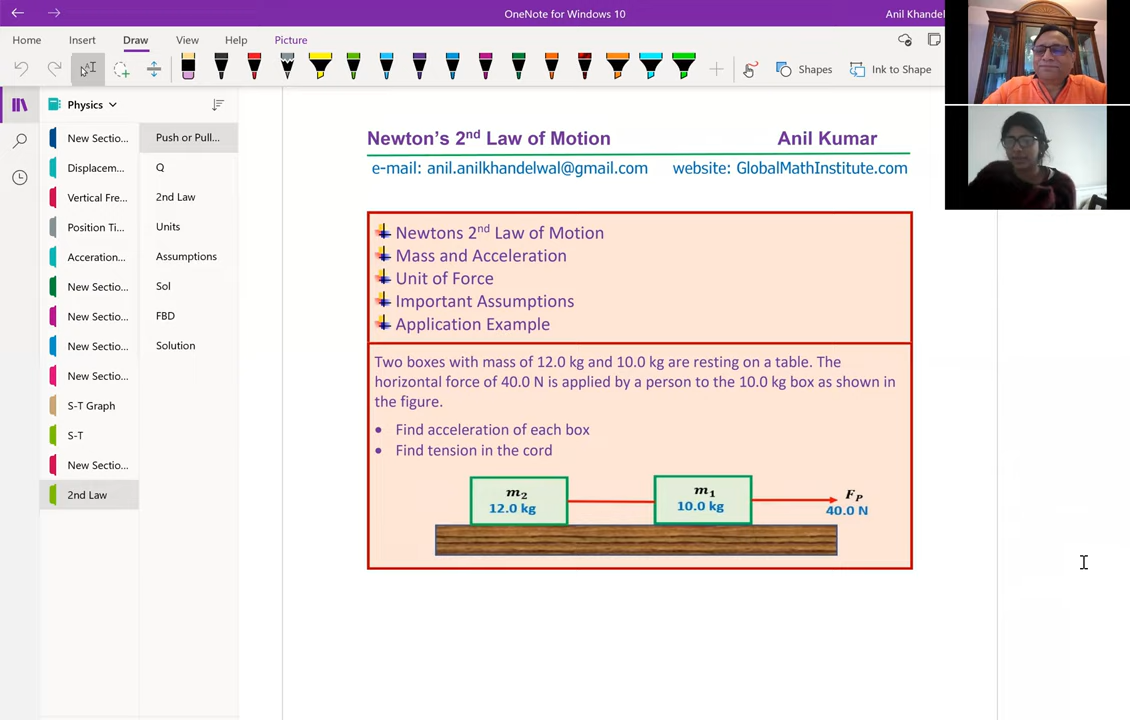 OneNote for Windows 10
Anil Khandel
Home Insert Draw View Help Picture
Shapes Ink to Shape
Physics
New Sectio...
Displacem...
Vertical Fre...
Position Ti...
Acceration...
New Sectio...
New Sectio...
New Sectio...
New Sectio...
S-T Graph
S-T
New Sectio...
2nd Law
Push or Pull...
Q
2nd Law
Units
Assumptions
Sol
FBD
Solution
Newton's 2nd Law of Motion Anil Kumar
e-mail: anil.anilkhandelwal@gmail.com website: GlobalMathInstitute.com
Newtons 2nd Law of Motion
Mass and Acceleration
Unit of Force
Important Assumptions
Application Example
Two boxes with mass of 12.0 kg and 10.0 kg are resting on a table. The
horizontal force of 40.0 N is applied by a person to the 10.0 kg box as shown in
the figure.
• Find acceleration of each box
• Find tension in the cord
m₂
12.0 kg
m₁
10.0 kg
F_P
40.0 N